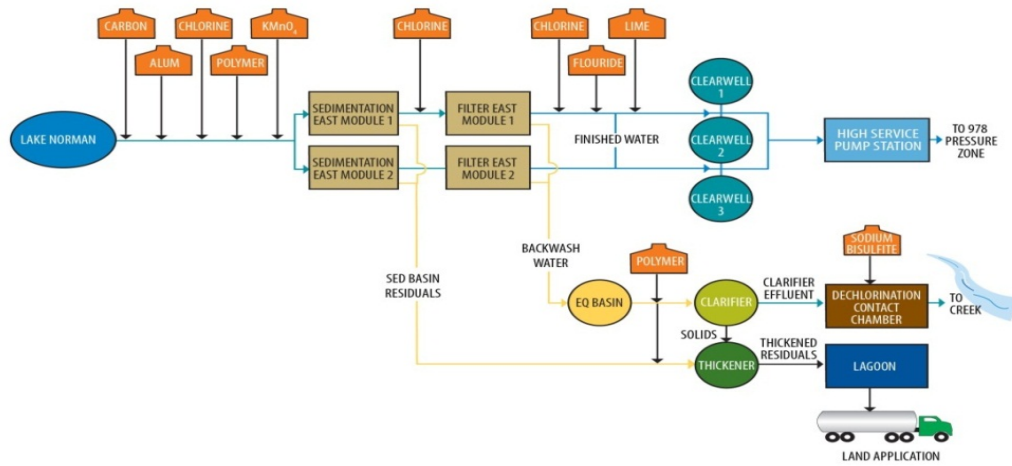 CARBON
CHLORINE
KMnO4
CHLORINE
CHLORINE
LIME
ALUM
POLYMER
FLOURIDE
LAKE NORMAN
SEDIMENTATION
EAST MODULE 1
FILTER EAST
MODULE 1
CLEARWELL
1
FINISHED WATER
CLEARWELL
2
HIGH SERVICE
PUMP STATION
TO 978
PRESSURE
ZONE
SEDIMENTATION
EAST MODULE 2
FILTER EAST
MODULE 2
CLEARWELL
3
BACKWASH
WATER
SED BASIN
RESIDUALS
POLYMER
SODIUM
BISULFITE
EQ BASIN
CLARIFIER
CLARIFIER
EFFLUENT
DECHLORINATION
CONTACT
CHAMBER
TO
CREEK
SOLIDS
THICKENER
THICKENED
RESIDUALS
LAGOON
LAND APPLICATION